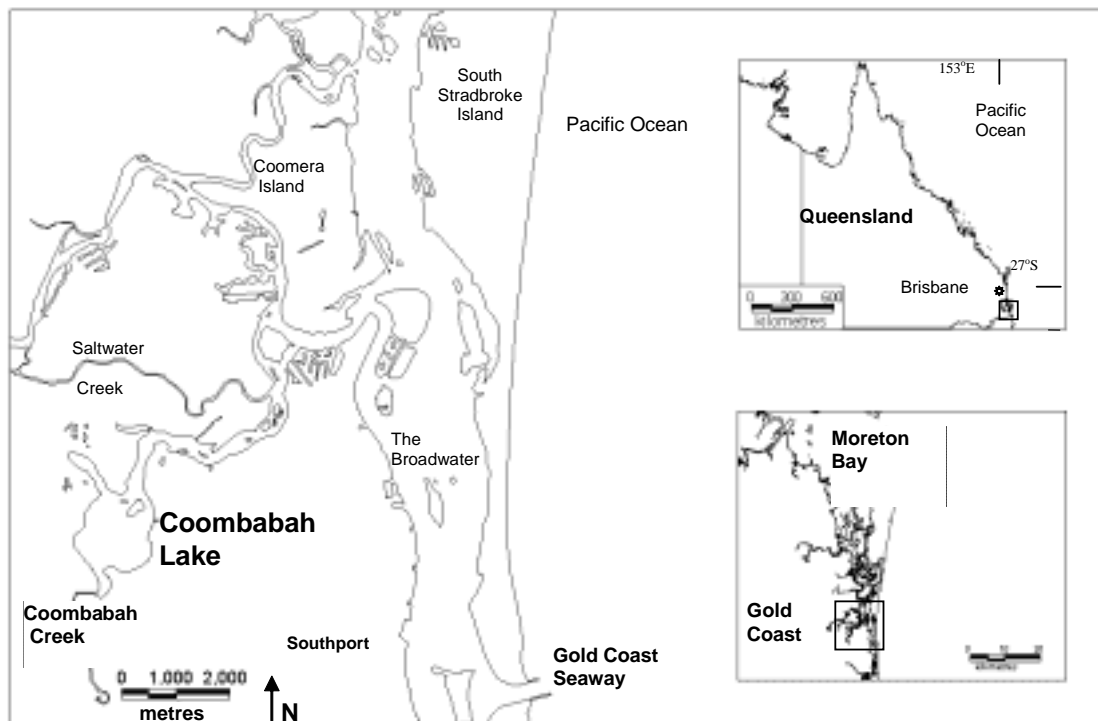 South
Stradbroke
Island
Pacific Ocean
Coomera
Island
Saltwater
Creek
The
Broadwater
Coombabah
Lake
Coombabah
Creek
Southport
Gold Coast
Seaway
0 1,000 2,000
metres
N
153°E
Pacific
Ocean
Queensland
27°S
Brisbane
0 300 600
kilometres
Moreton
Bay
Gold
Coast
kilometres